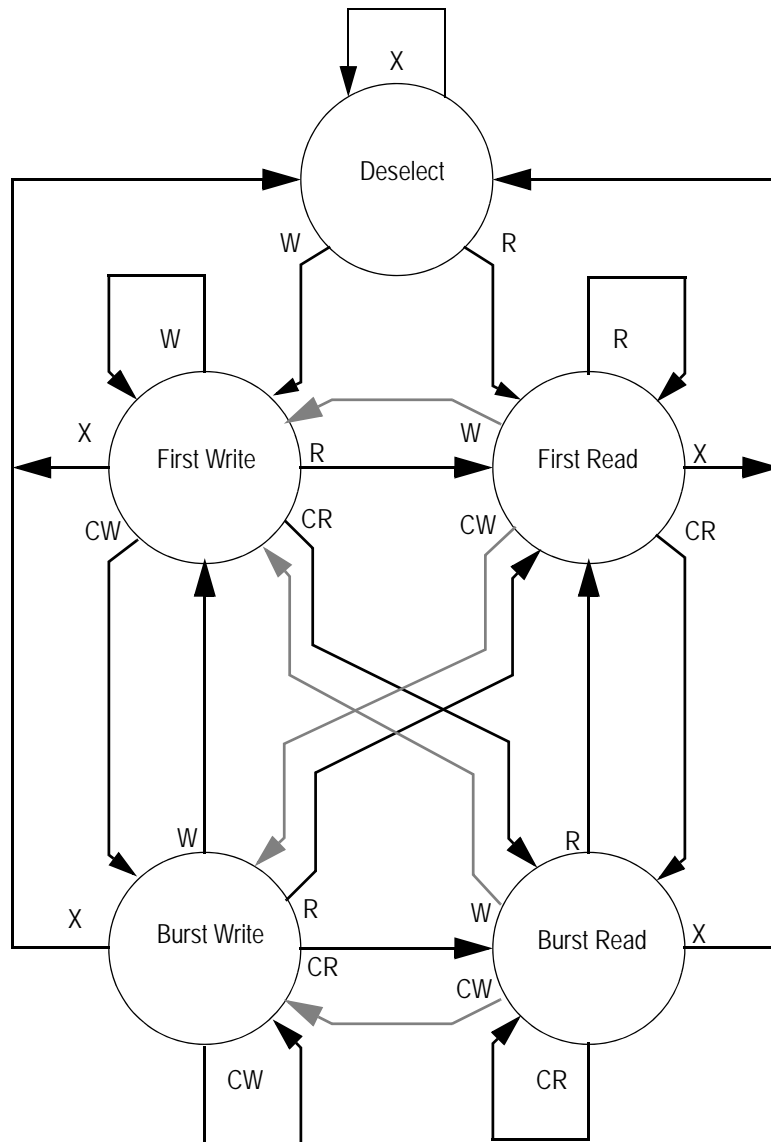 X
Deselect
W
R
W
R
X
W
First Write
R
First Read
X
CW
CR
CW
CR
W
R
X
Burst Write
R
W
Burst Read
X
CR
CW
CW
CR